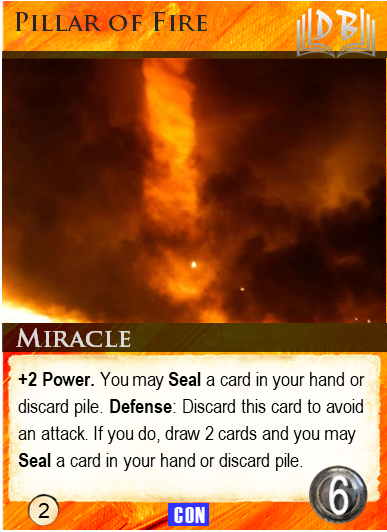 Pillar of Fire
DB
Miracle
+2 Power. You may Seal a card in your hand or
discard pile. Defense: Discard this card to avoid
an attack. If you do, draw 2 cards and you may
Seal a card in your hand or discard pile.
6
2
CON